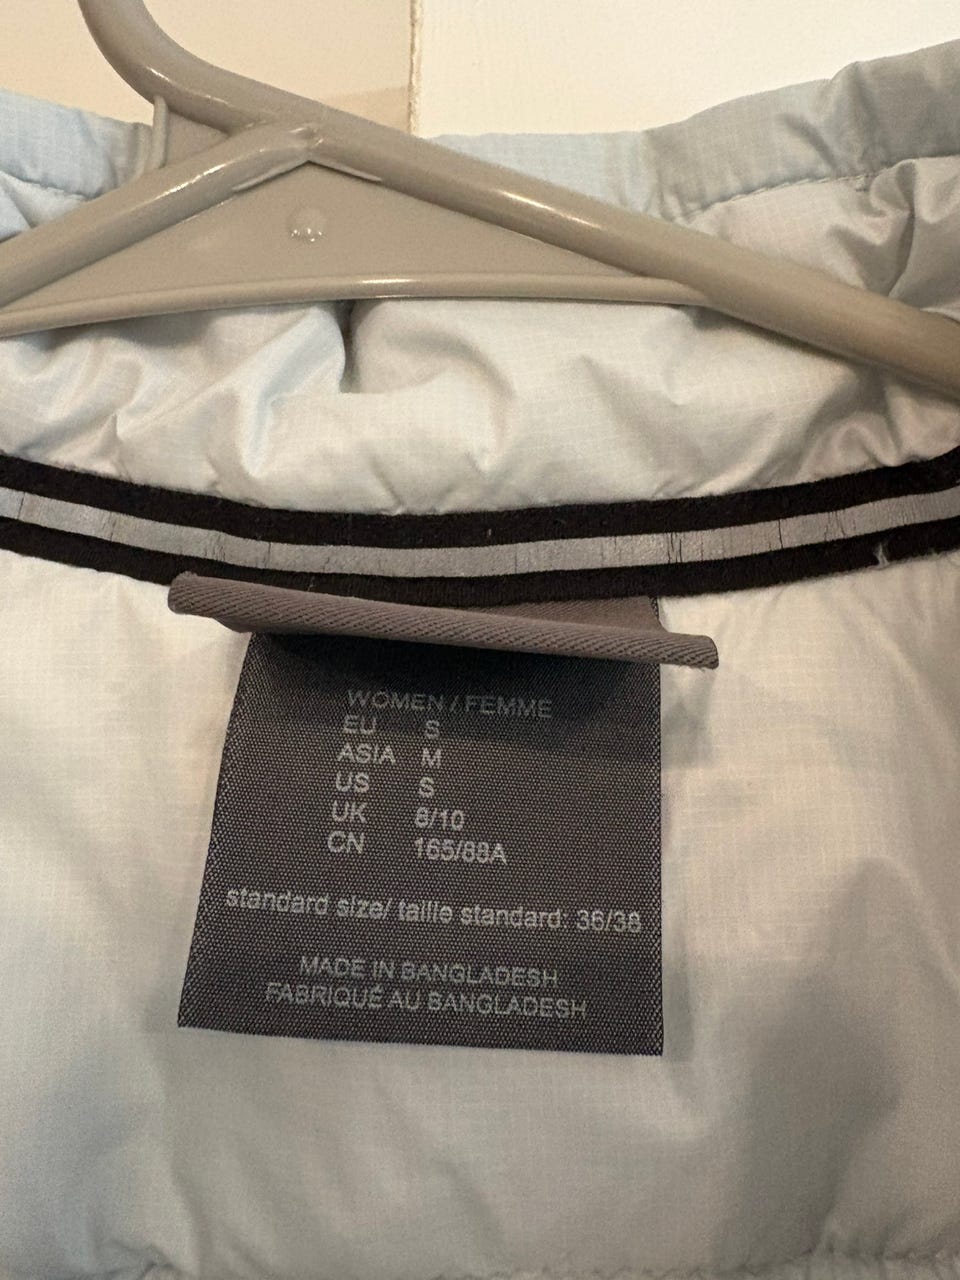 WOMEN / FEMME
EU S
ASIA M
US S
UK 8/10
CN 165/88A
standard size/ taille standard: 36/38
MADE IN BANGLADESH
FABRIQUÉ AU BANGLADESH